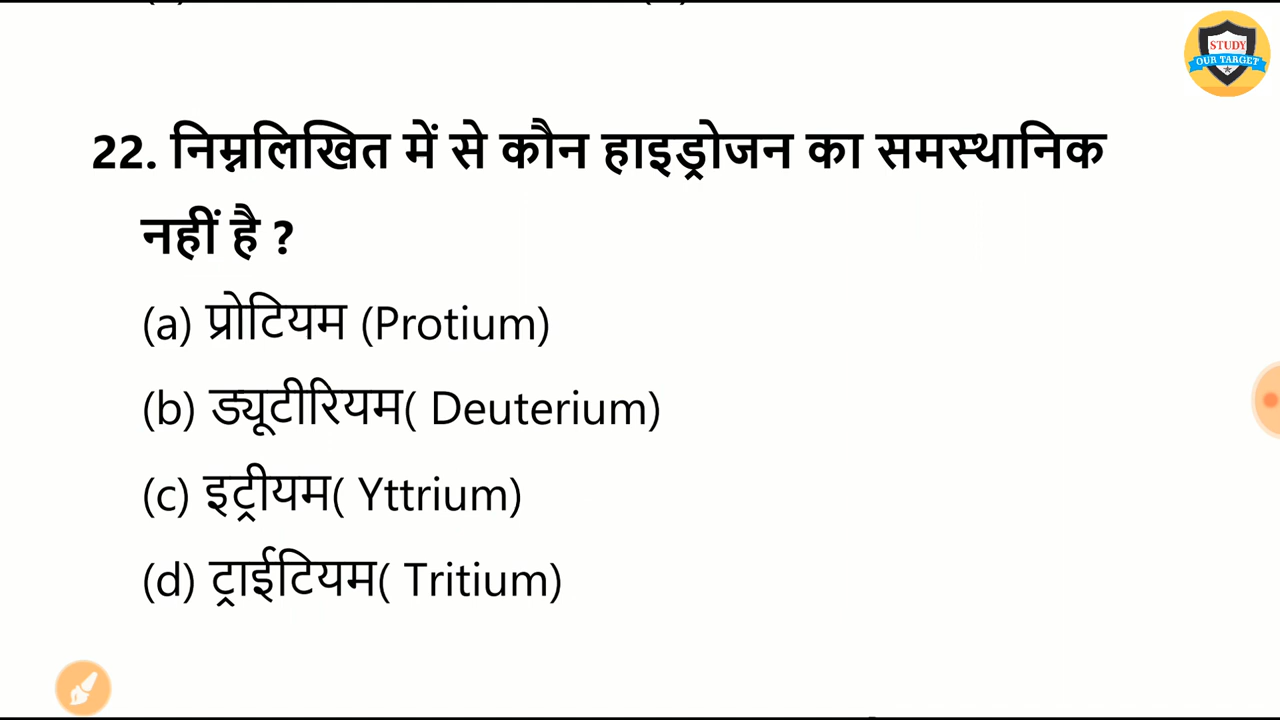 STUDY
OUR TARGET
22. निम्नलिखित में से कौन हाइड्रोजन का समस्थानिक
नहीं है ?
(a) प्रोटियम (Protium)
(b) ड्यूटीरियम( Deuterium)
(c) इट्रीयम( Yttrium)
(d) ट्राईटियम( Tritium)